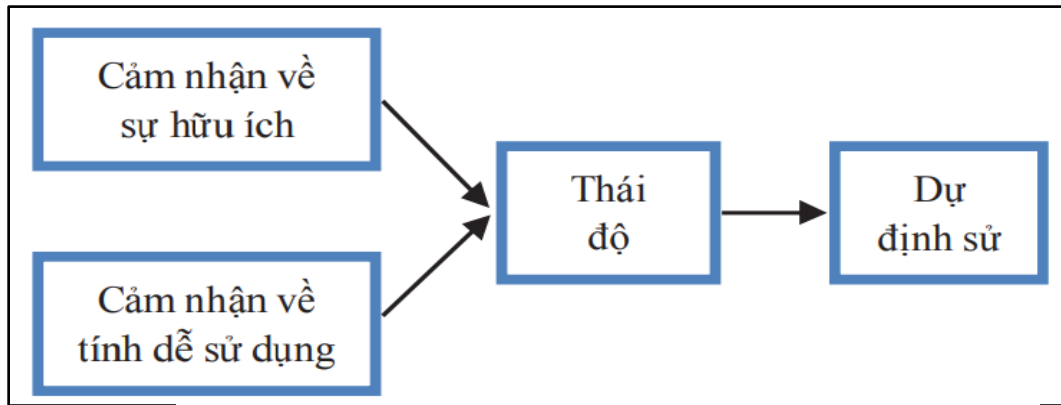 Cảm nhận về
sự hữu ích
Thái
độ
Dự
định sử
Cảm nhận về
tính dễ sử dụng